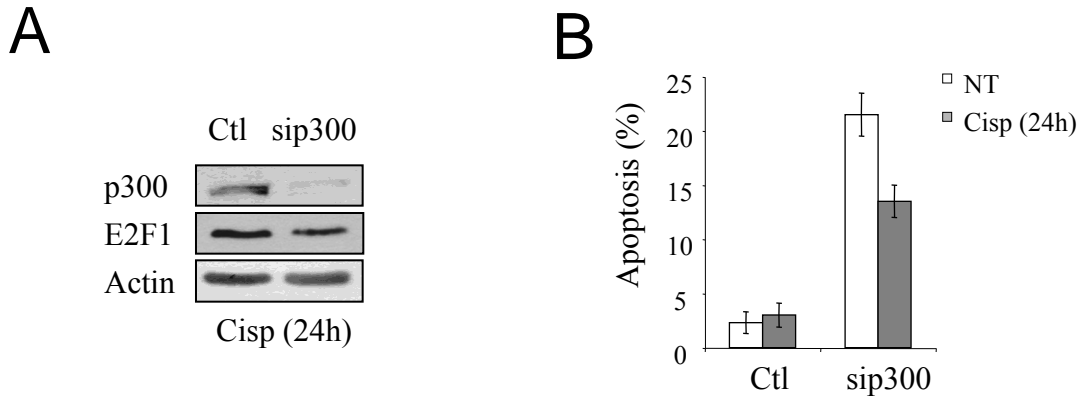 A
Ctl sip300
p300
E2F1
Actin
Cisp (24h)
B
Apoptosis (%)
25
20
15
10
5
0
Ctl sip300
NT
Cisp (24h)